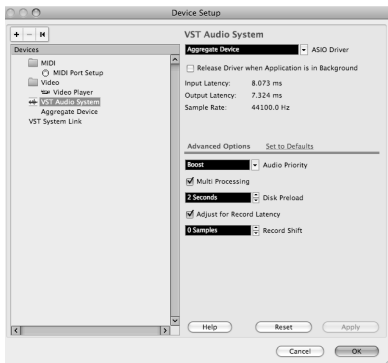 Device Setup
+ - |◀
Devices
MIDI
MIDI Port Setup
Video
Video Player
VST Audio System
Aggregate Device
VST System Link
VST Audio System
Aggregate Device ASIO Driver
Release Driver when Application is in Background
Input Latency: 8.073 ms
Output Latency: 7.324 ms
Sample Rate: 44100.0 Hz
Advanced Options Set to Defaults
Boost Audio Priority
Multi Processing
2 Seconds Disk Preload
Adjust for Record Latency
0 Samples Record Shift
Help Reset Apply
Cancel OK